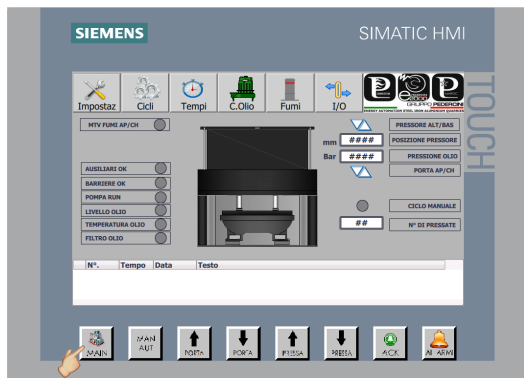 SIEMENS
SIMATIC HMI
TOUCH
Impostaz
Cicli
Tempi
C.Olio
Fumi
I/O
GRUPPO PEDERCINI
MTV FUMI AP/CH
PRESSORE ALT/BAS
mm #### POSIZIONE PRESSORE
Bar #### PRESSIONE OLIO
PORTA AP/CH
AUSILIARI OK
BARRIERE OK
POMPA RUN
LIVELLO OLIO
TEMPERATURA OLIO
FILTRO OLIO
CICLO MANUALE
## N° DI PRESSATE
N°. Tempo Data Testo
MAIN
MAN
AUT
PORTA
PORTA
PRESSA
PRESSA
ACK
ALLARMI